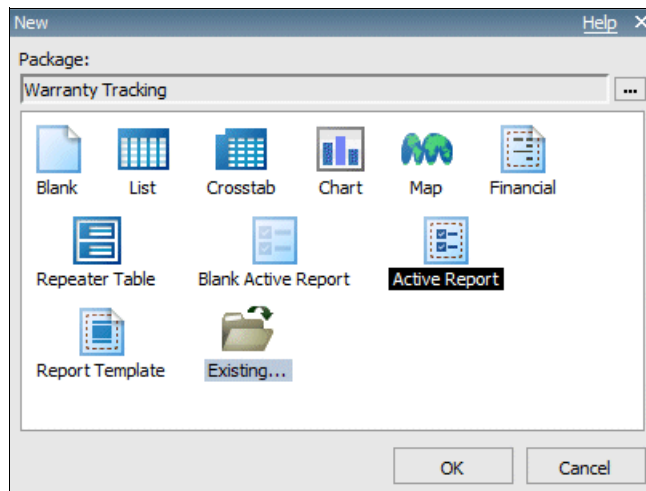 New Help X
Package:
Warranty Tracking ...
Blank List Crosstab Chart Map Financial
Repeater Table Blank Active Report Active Report
Report Template Existing...
OK Cancel